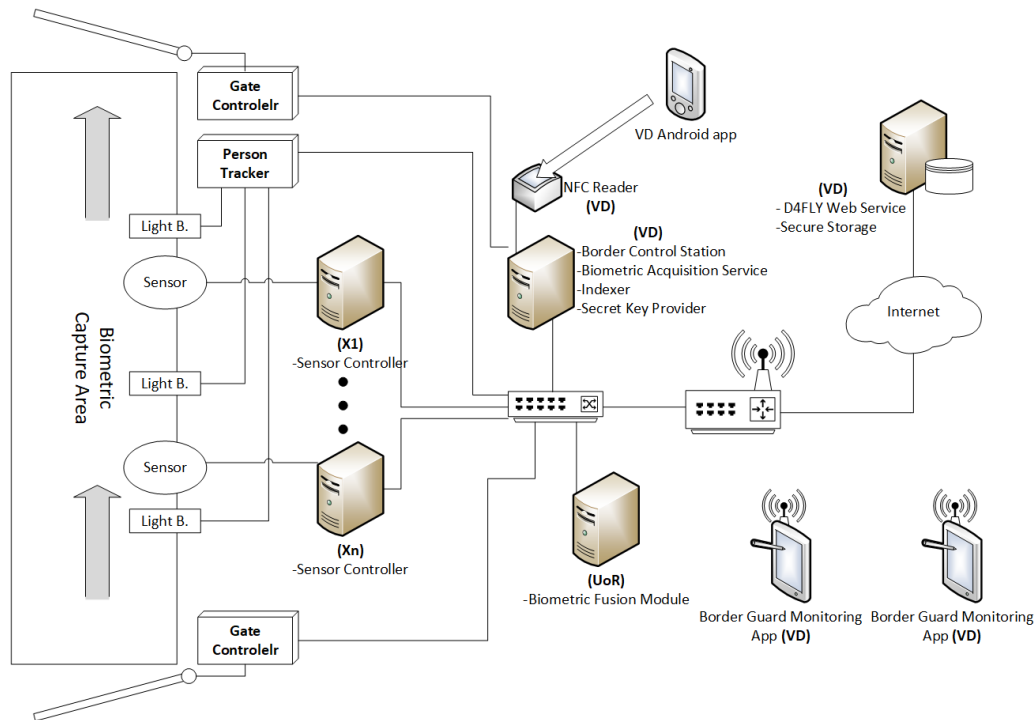 Gate
Controlelr
Person
Tracker
Light B.
Sensor
Biometric
Capture Area
Light B.
Sensor
Light B.
Gate
Controlelr
(X1)
-Sensor Controller
(Xn)
-Sensor Controller
VD Android app
NFC Reader
(VD)
(VD)
-Border Control Station
-Biometric Acquisition Service
-Indexer
-Secret Key Provider
(UoR)
-Biometric Fusion Module
(VD)
- D4FLY Web Service
-Secure Storage
Internet
Border Guard Monitoring
App (VD)
Border Guard Monitoring
App (VD)